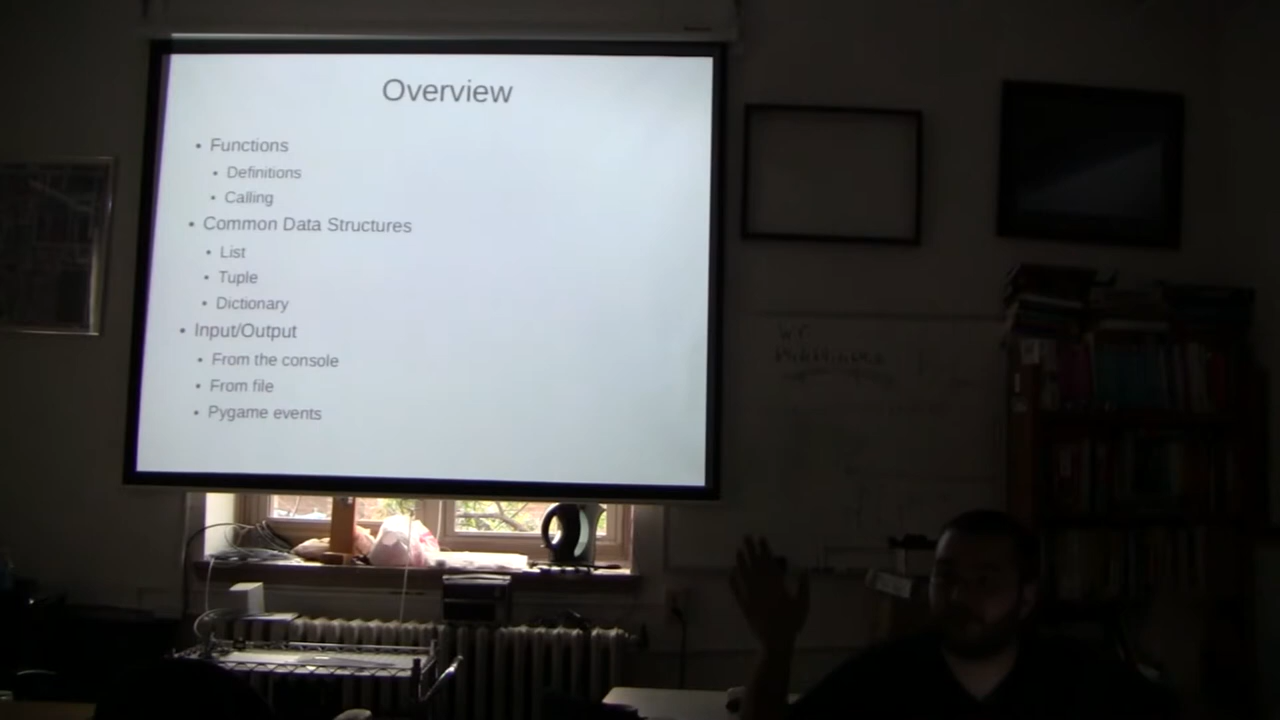 Overview
• Functions
• Definitions
• Calling
• Common Data Structures
• List
• Tuple
• Dictionary
• Input/Output
• From the console
• From file
• Pygame events